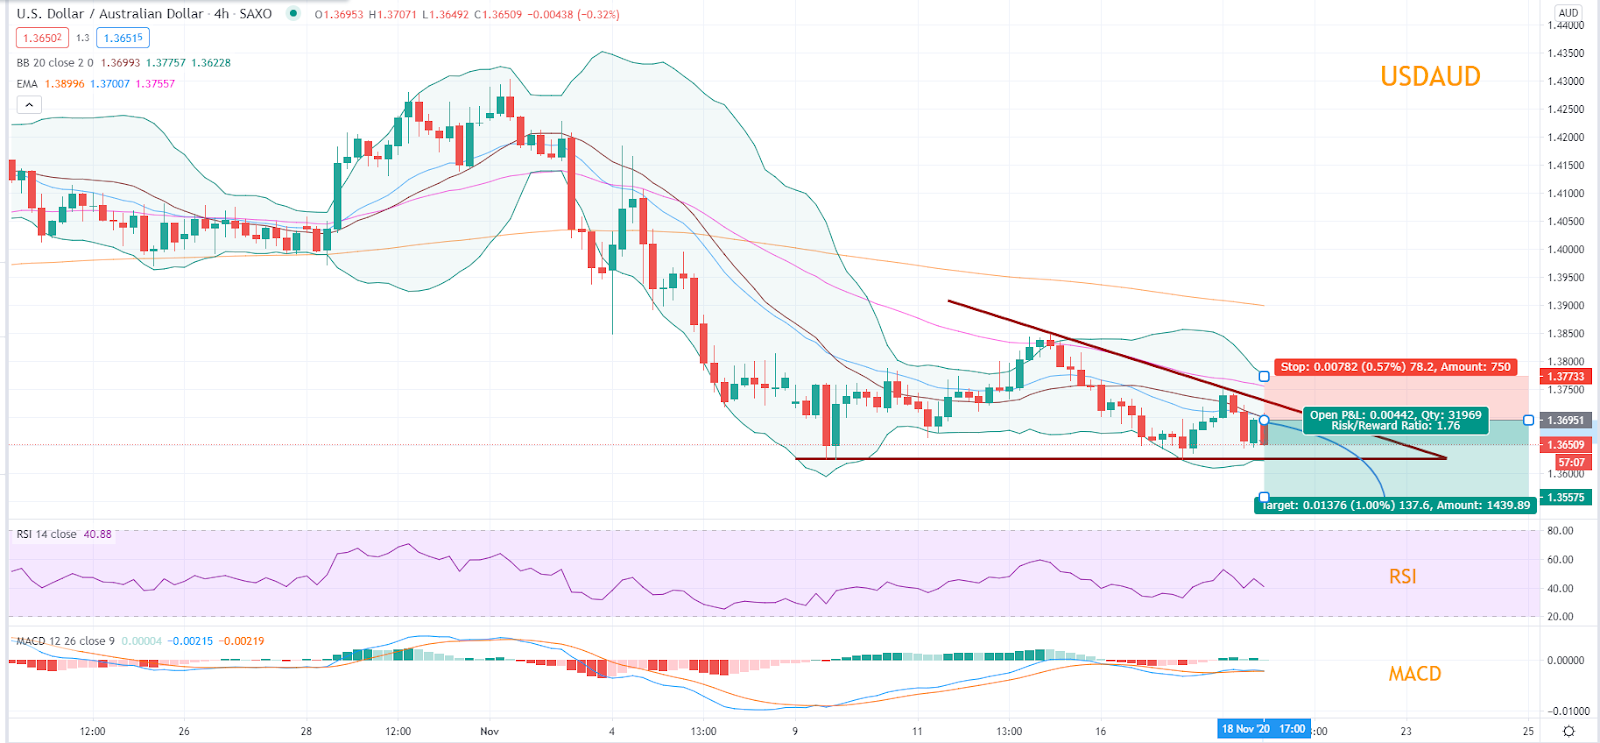 U.S. Dollar / Australian Dollar · 4h · SAXO O1.36953 H1.37071 L1.36492 C1.36509 −0.00438 (−0.32%)
1.36502 1.3 1.36515
BB 20 close 2 0 1.36993 1.37757 1.36228
EMA 1.38996 1.37007 1.37557
USDAUD
AUD
1.44000
1.43500
1.43000
1.42500
1.42000
1.41500
1.41000
1.40500
1.40000
1.39500
1.39000
1.38500
1.38000
1.37733
1.37500
1.36951
1.36509
57:07
1.36000
1.35575
Stop: 0.00782 (0.57%) 78.2, Amount: 750
Open P&L: 0.00442, Qty: 31969
Risk/Reward Ratio: 1.76
Target: 0.01376 (1.00%) 137.6, Amount: 1439.89
RSI 14 close 40.88
RSI
80.00
60.00
40.00
20.00
MACD 12 26 close 9 0.00004 −0.00215 −0.00219
MACD
0.00000
−0.01000
12:00 26 28 12:00 Nov 4 13:00 9 11 13:00 16 18 Nov '20 17:00 :00 23 25